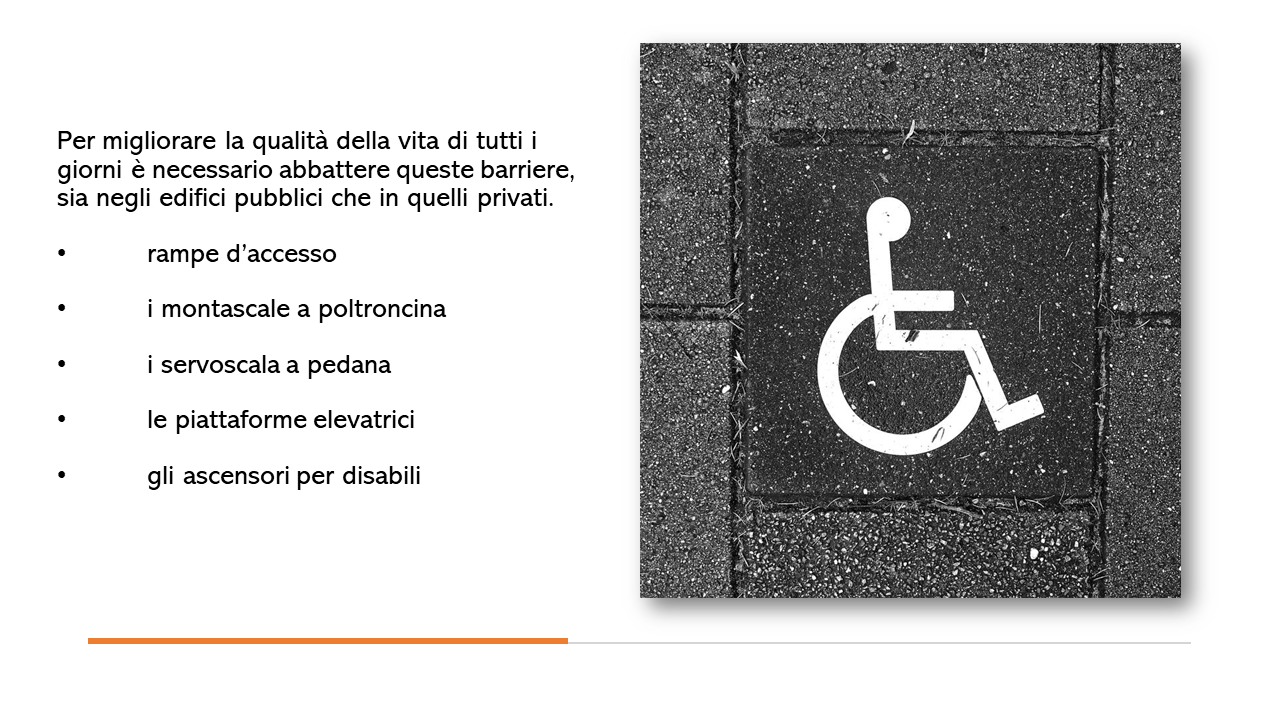 Per migliorare la qualità della vita di tutti i
giorni è necessario abbattere queste barriere,
sia negli edifici pubblici che in quelli privati.
• rampe d’accesso
• i montascale a poltroncina
• i servoscala a pedana
• le piattaforme elevatrici
• gli ascensori per disabili